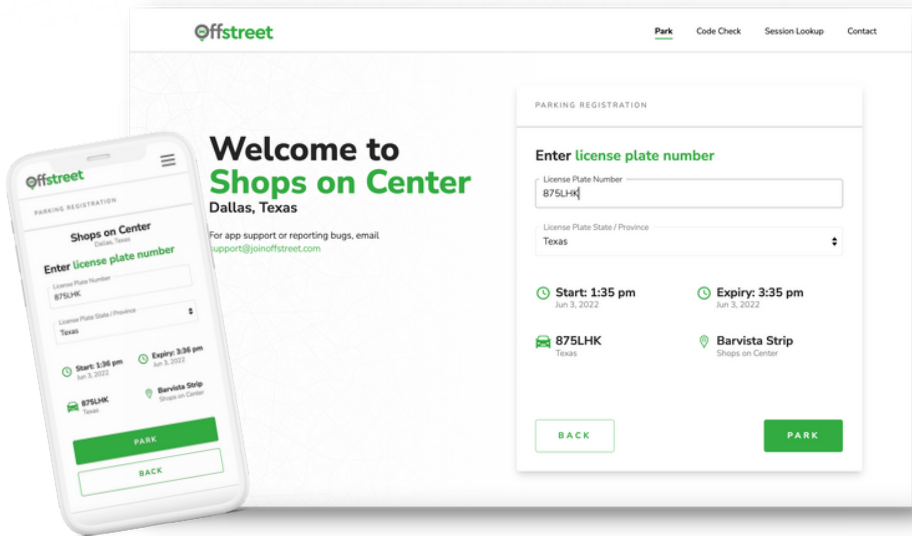 Offstreet
Park Code Check Session Lookup Contact
PARKING REGISTRATION
Welcome to
Shops on Center
Dallas, Texas
For app support or reporting bugs, email
support@joinoffstreet.com
Enter license plate number
License Plate Number
875LHK
License Plate State / Province
Texas
Start: 1:35 pm
Jun 3, 2022
Expiry: 3:35 pm
Jun 3, 2022
875LHK
Texas
Barvista Strip
Shops on Center
BACK
PARK
Offstreet
PARKING REGISTRATION
Shops on Center
Dallas, Texas
Enter license plate number
License Plate Number
875LHK
License Plate State / Province
Texas
Start: 1:36 pm
Jun 3, 2022
Expiry: 3:36 pm
Jun 3, 2022
875LHK
Texas
Barvista Strip
Shops on Center
PARK
BACK